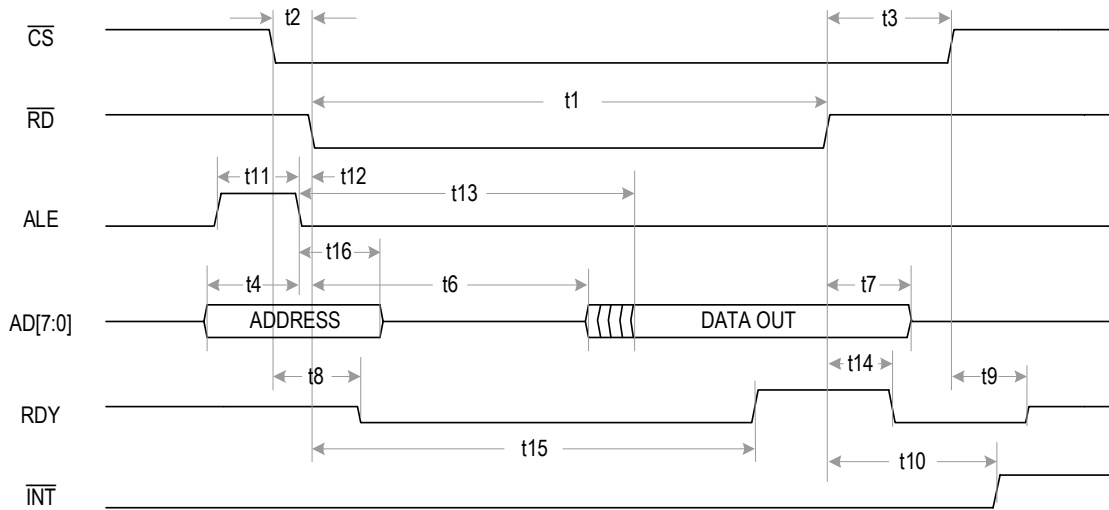 t2
t3
CS
t1
RD
t11
t12
t13
ALE
t16
t4
t6
t7
AD[7:0]
ADDRESS
DATA OUT
t8
t14
t9
RDY
t15
t10
INT